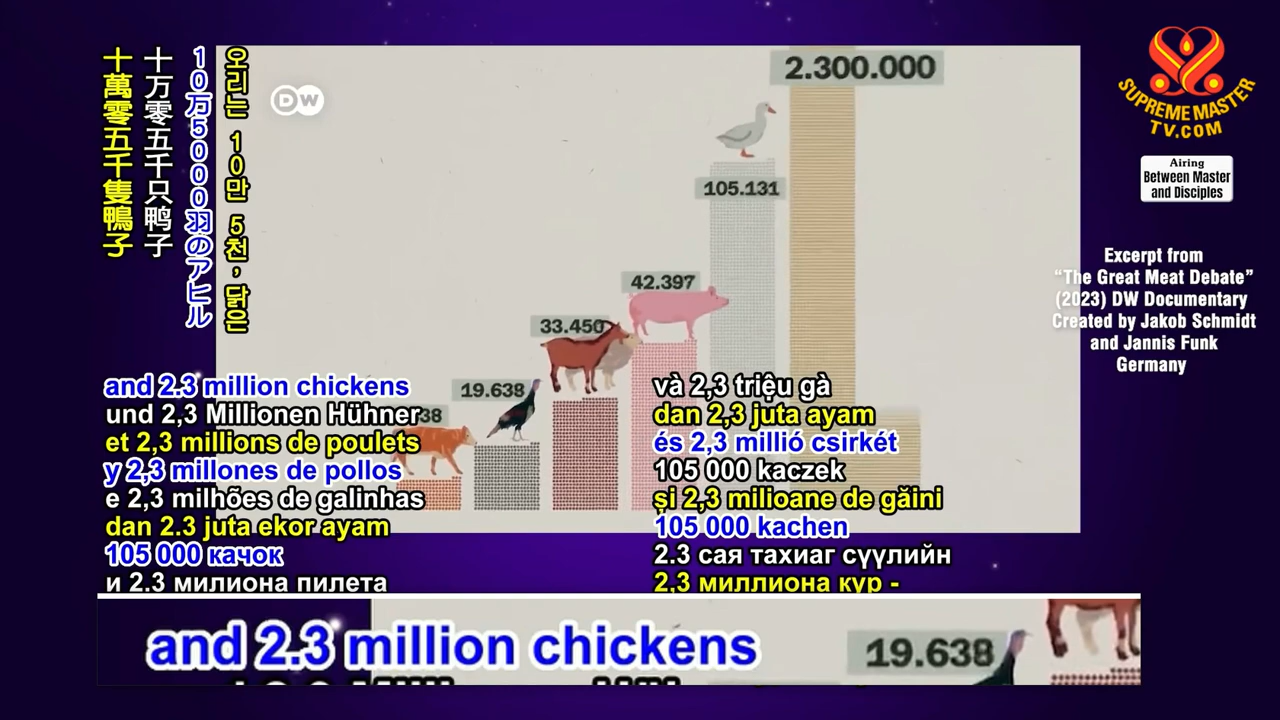 十萬零五千隻鴨子
十万零五千只鸭子
10万5000羽のアヒル
오리는 10만 5천, 닭은
DW
2.300.000
105.131
42.397
33.450
19.638
38
SUPREME MASTER
TV.COM
Airing
Between Master
and Disciples
Excerpt from
“The Great Meat Debate”
(2023) DW Documentary
Created by Jakob Schmidt
and Jannis Funk
Germany
and 2.3 million chickens
und 2,3 Millionen Hühner
et 2,3 millions de poulets
y 2,3 millones de pollos
e 2,3 milhões de galinhas
dan 2.3 juta ekor ayam
105 000 качок
и 2.3 милиона пилета
và 2,3 triệu gà
dan 2,3 juta ayam
és 2,3 millió csirkét
105 000 kaczek
și 2,3 milioane de găini
105 000 kachen
2.3 сая тахиаг сүүлийн
2,3 миллиона кур -
and 2.3 million chickens
19.638